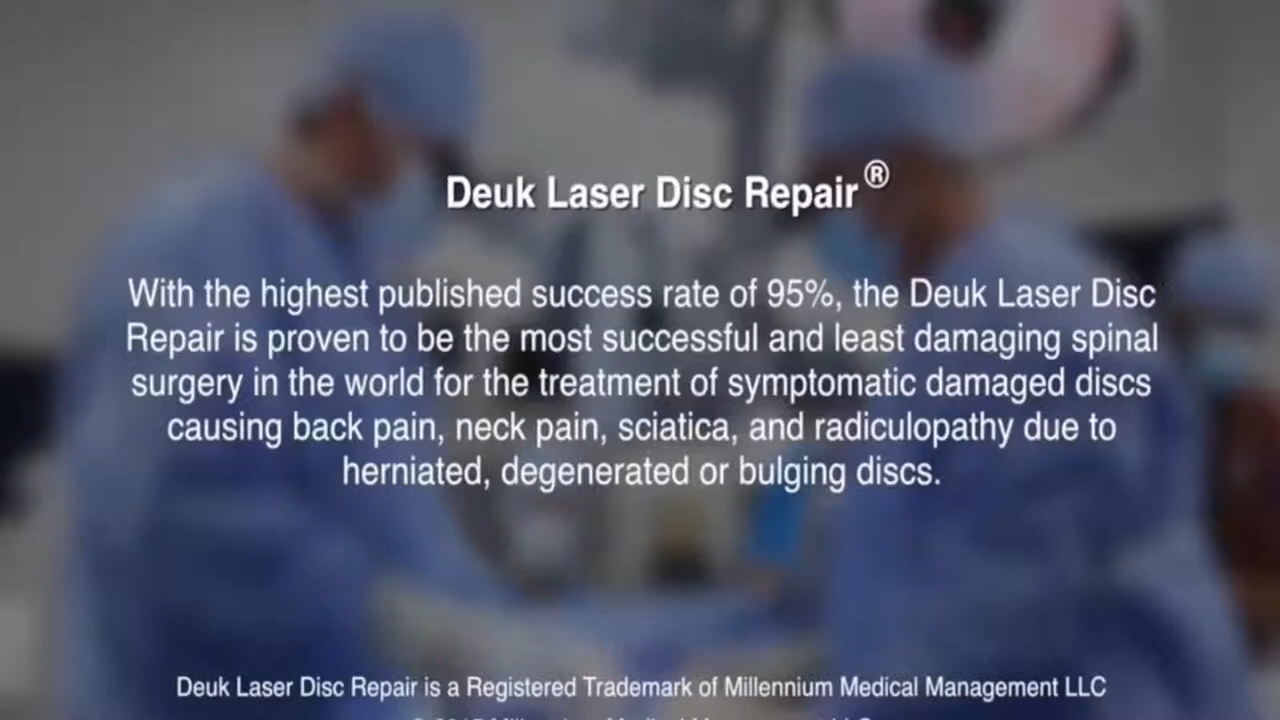 Deuk Laser Disc Repair®
With the highest published success rate of 95%, the Deuk Laser Disc
Repair is proven to be the most successful and least damaging spinal
surgery in the world for the treatment of symptomatic damaged discs
causing back pain, neck pain, sciatica, and radiculopathy due to
herniated, degenerated or bulging discs.
Deuk Laser Disc Repair is a Registered Trademark of Millennium Medical Management LLC